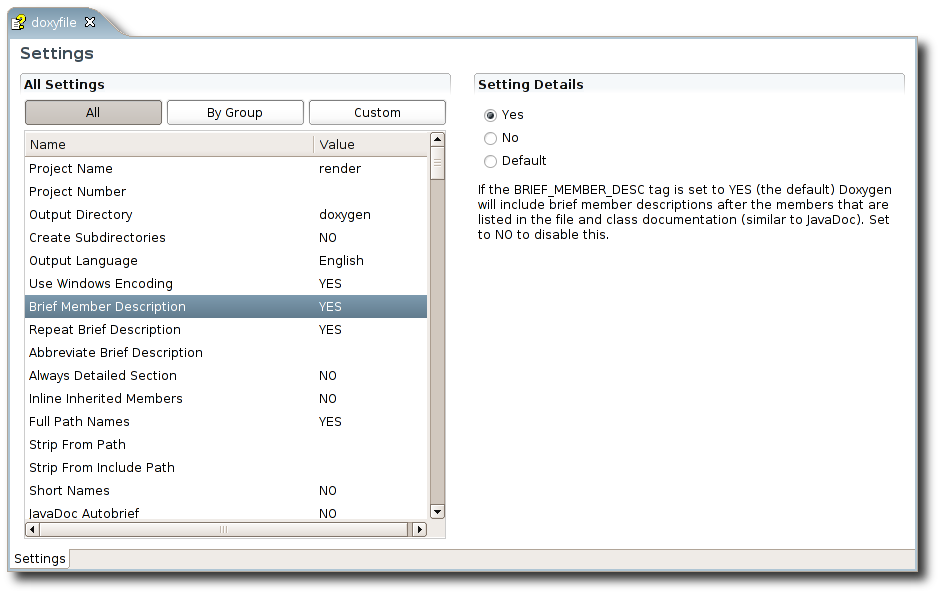 doxyfile
Settings
All Settings
All By Group Custom
Name Value
Project Name render
Project Number
Output Directory doxygen
Create Subdirectories NO
Output Language English
Use Windows Encoding YES
Brief Member Description YES
Repeat Brief Description YES
Abbreviate Brief Description
Always Detailed Section NO
Inline Inherited Members NO
Full Path Names YES
Strip From Path
Strip From Include Path
Short Names NO
JavaDoc Autobrief NO
Setting Details
Yes
No
Default
If the BRIEF_MEMBER_DESC tag is set to YES (the default) Doxygen
will include brief member descriptions after the members that are
listed in the file and class documentation (similar to JavaDoc). Set
to NO to disable this.
Settings